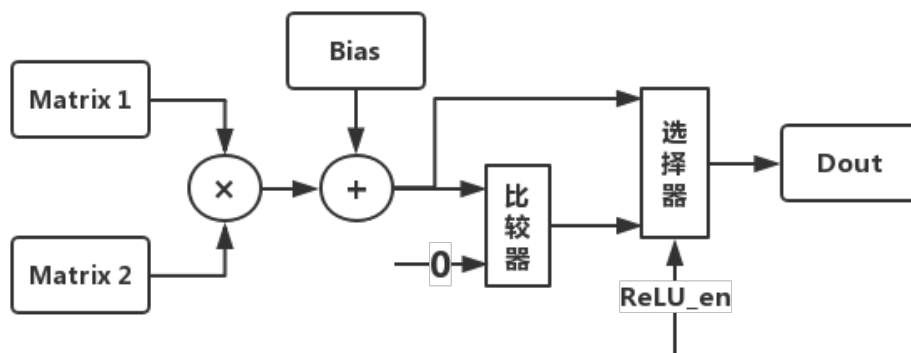 Bias
Matrix 1
×
+
Matrix 2
0
比较器
选择器
ReLU_en
Dout